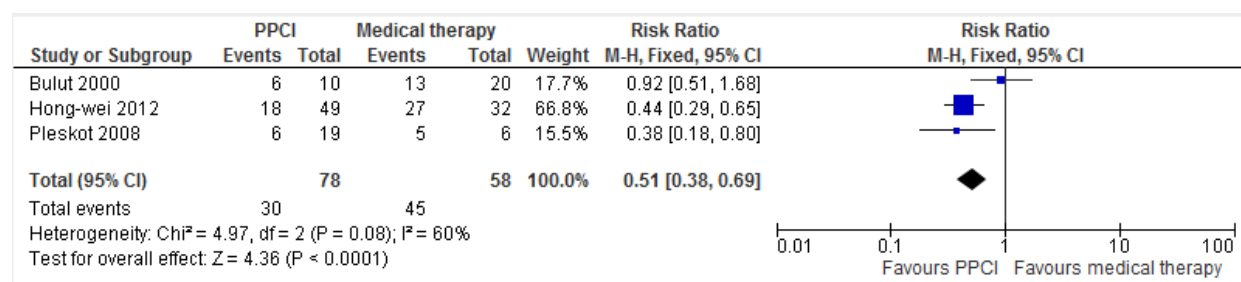 PPCI Medical therapy Risk Ratio Risk Ratio
Study or Subgroup Events Total Events Total Weight M-H, Fixed, 95% CI M-H, Fixed, 95% CI
Bulut 2000 6 10 13 20 17.7% 0.92 [0.51, 1.68]
Hong-wei 2012 18 49 27 32 66.8% 0.44 [0.29, 0.65]
Pleskot 2008 6 19 5 6 15.5% 0.38 [0.18, 0.80]
Total (95% CI) 78 58 100.0% 0.51 [0.38, 0.69]
Total events 30 45
Heterogeneity: Chi² = 4.97, df = 2 (P = 0.08); I² = 60%
Test for overall effect: Z = 4.36 (P < 0.0001)
0.01 0.1 1 10 100
Favours PPCI Favours medical therapy